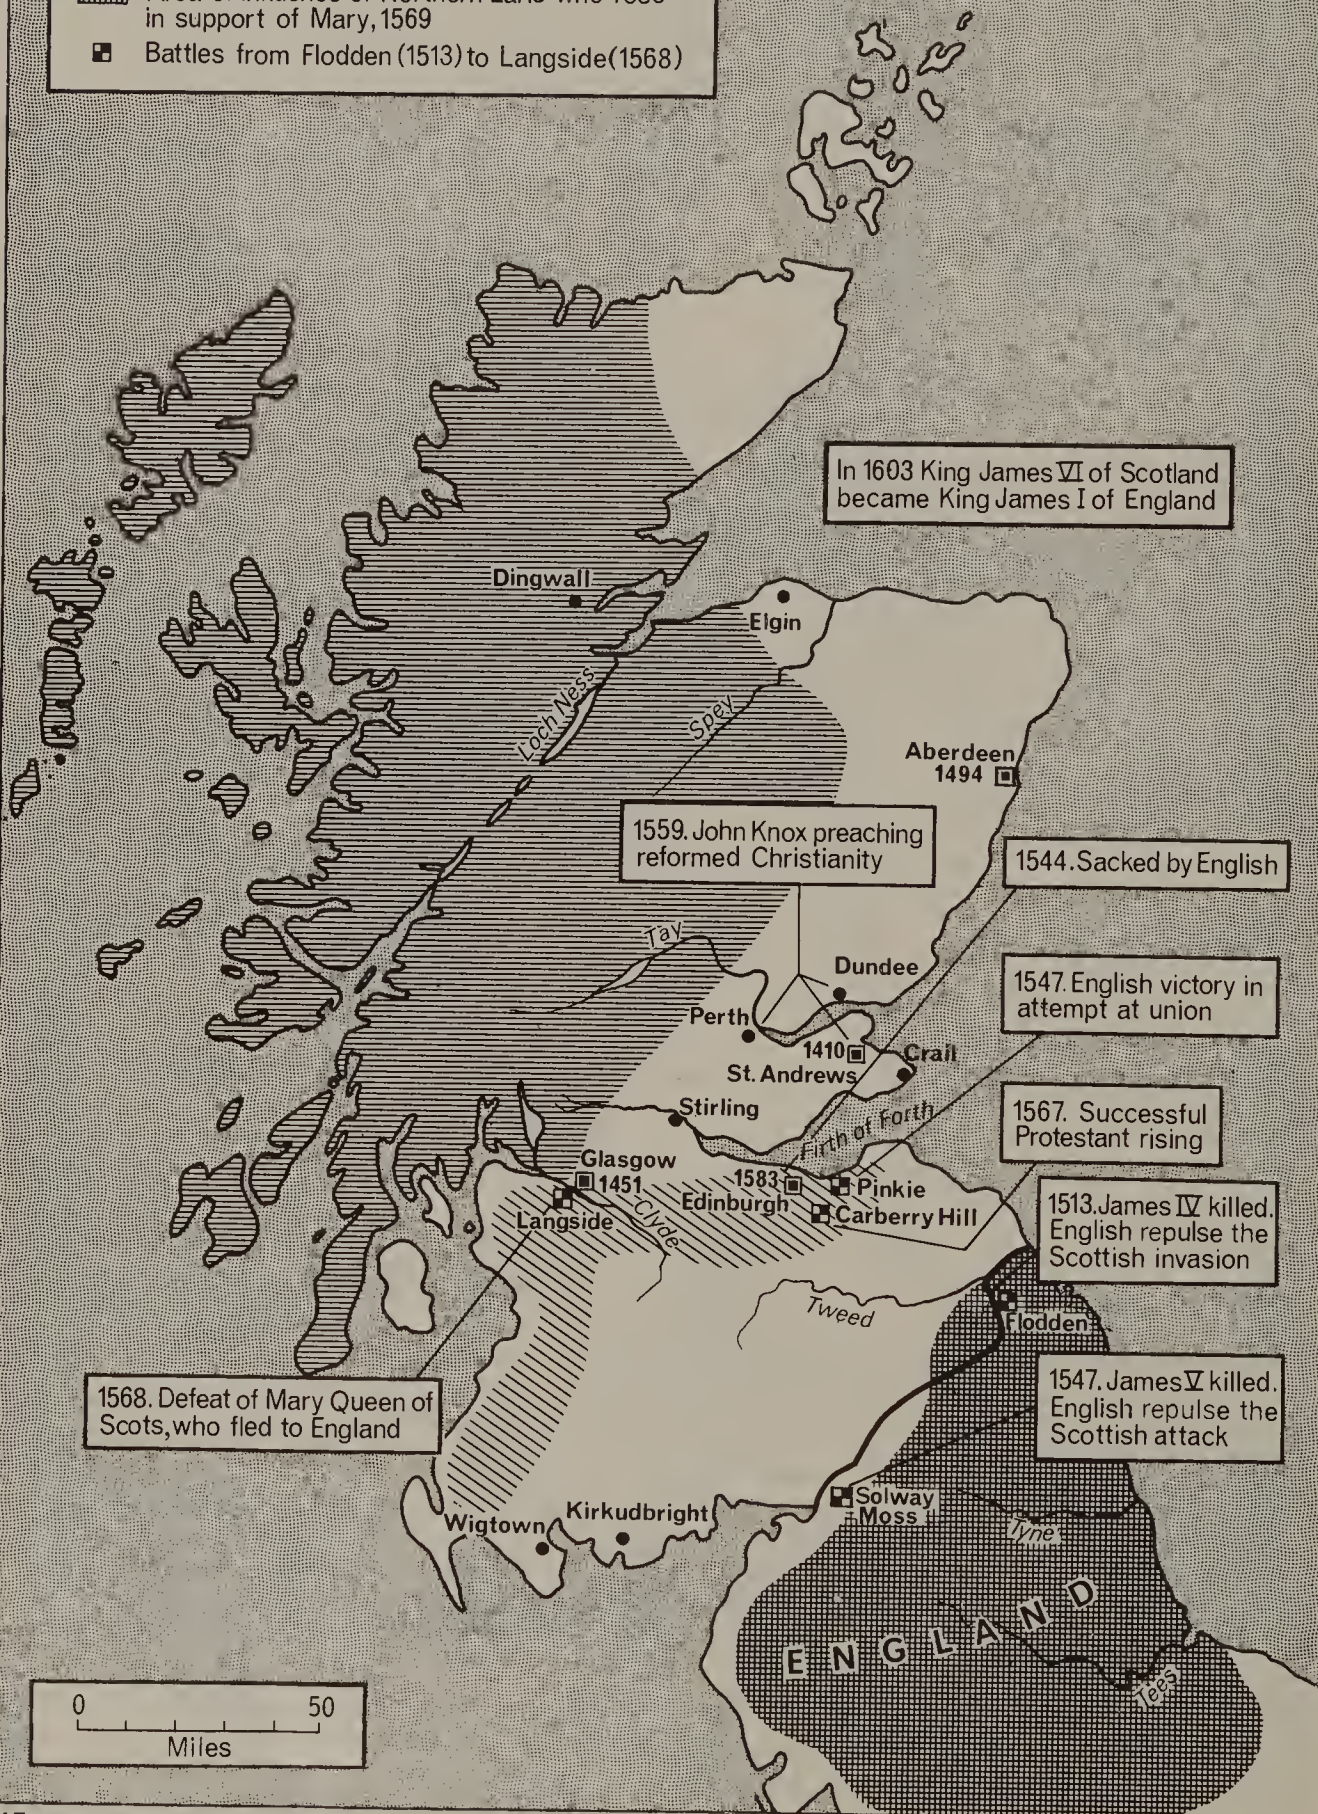 in support of Mary, 1569
Battles from Flodden (1513) to Langside (1568)
In 1603 King James VI of Scotland
became King James I of England
Dingwall
Elgin
Loch Ness
Spey
Aberdeen
1494
1559. John Knox preaching
reformed Christianity
1544. Sacked by English
Tay
Dundee
1547. English victory in
attempt at union
Perth
1410
Crail
St. Andrews
Stirling
Firth of Forth
1567. Successful
Protestant rising
Glasgow
1451
1583
Edinburgh
Pinkie
Langside
Clyde
Carberry Hill
1513. James IV killed.
English repulse the
Scottish invasion
Tweed
Flodden
1568. Defeat of Mary Queen of
Scots, who fled to England
1547. James V killed.
English repulse the
Scottish attack
Solway
Moss
Wigtown
Kirkudbright
Tyne
ENGLAND
Tees
0 50
Miles